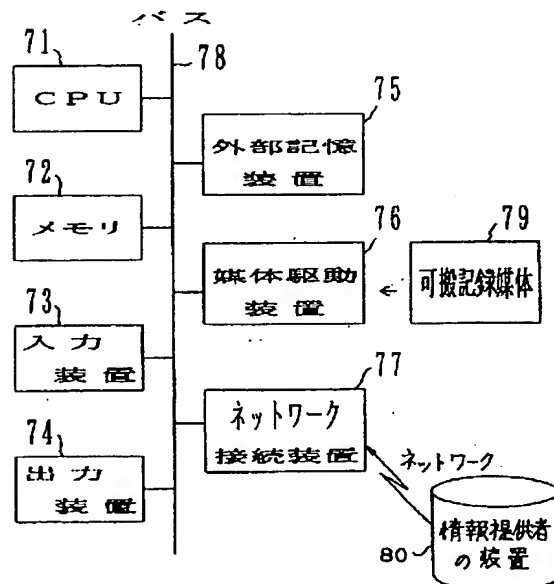 バス
71
78
CPU
75
外部記憶
装置
72
メモリ
76
79
媒体駆動
装置
可搬記録媒体
73
入力
装置
77
ネットワーク
接続装置
74
出力
装置
ネットワーク
80
情報提供者
の装置